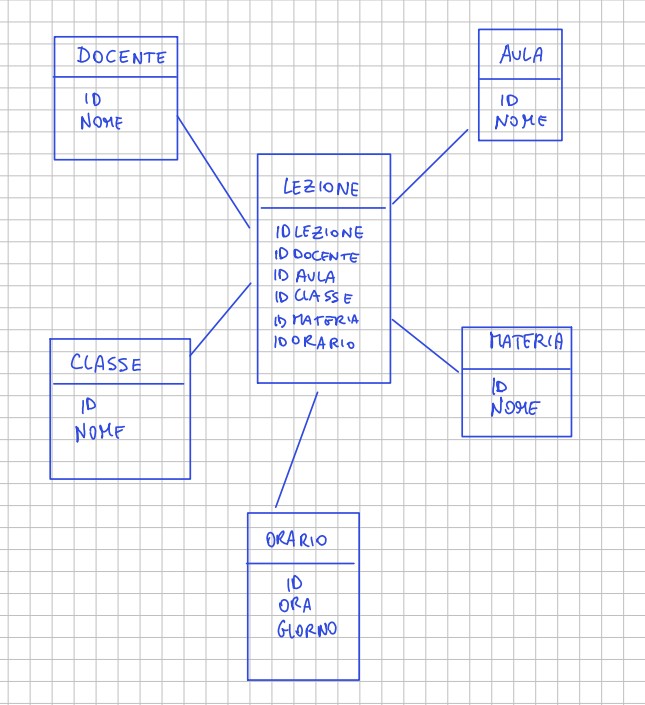 DOCENTE
ID
NOME
AULA
ID
NOME
LEZIONE
ID LEZIONE
ID DOCENTE
ID AULA
ID CLASSE
ID MATERIA
ID ORARIO
CLASSE
ID
NOME
MATERIA
ID
NOME
ORARIO
ID
ORA
GIORNO